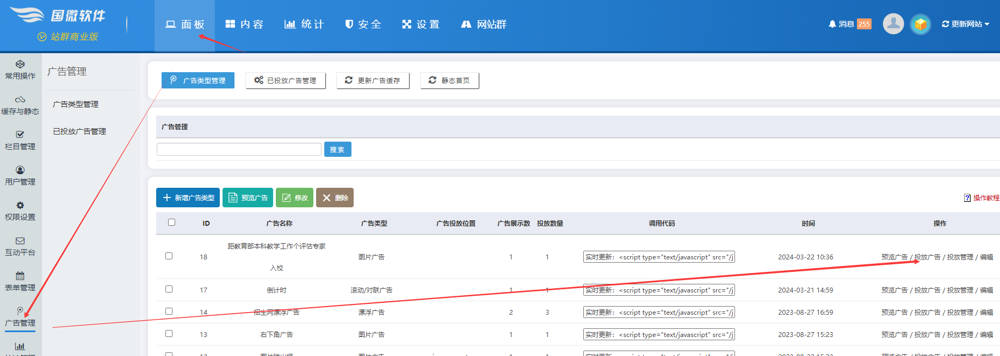 国微软件
站群商业版
面板
内容
统计
安全
设置
网站群
消息 255
更新网站
常用操作
缓存与静态
栏目管理
用户管理
权限设置
互动平台
表单管理
广告管理
广告管理
广告类型管理
已投放广告管理
广告类型管理
已投放广告管理
更新广告缓存
静态首页
广告管理
搜索
新增广告类型
预览广告
修改
删除
操作教程
ID 广告名称 广告类型 广告投放位置 广告展示数 投放数量 调用代码 时间 操作
距教育部本科教学工作个评估专家
18 图片广告 1 1 实时更新：<script type="text/javascript" src="/j 2024-03-22 10:36 预览广告 / 投放广告 / 投放管理 / 编辑
入校
17 倒计时 滚动/对联广告 1 1 实时更新：<script type="text/javascript" src="/j 2024-03-21 14:59 预览广告 / 投放广告 / 投放管理 / 编辑
14 招生网漂浮广告 漂浮广告 2 3 实时更新：<script type="text/javascript" src="/j 2023-08-27 16:59 预览广告 / 投放广告 / 投放管理 / 编辑
13 右下角广告 图片广告 1 1 实时更新：<script type="text/javascript" src="/j 2023-08-27 15:23 预览广告 / 投放广告 / 投放管理 / 编辑